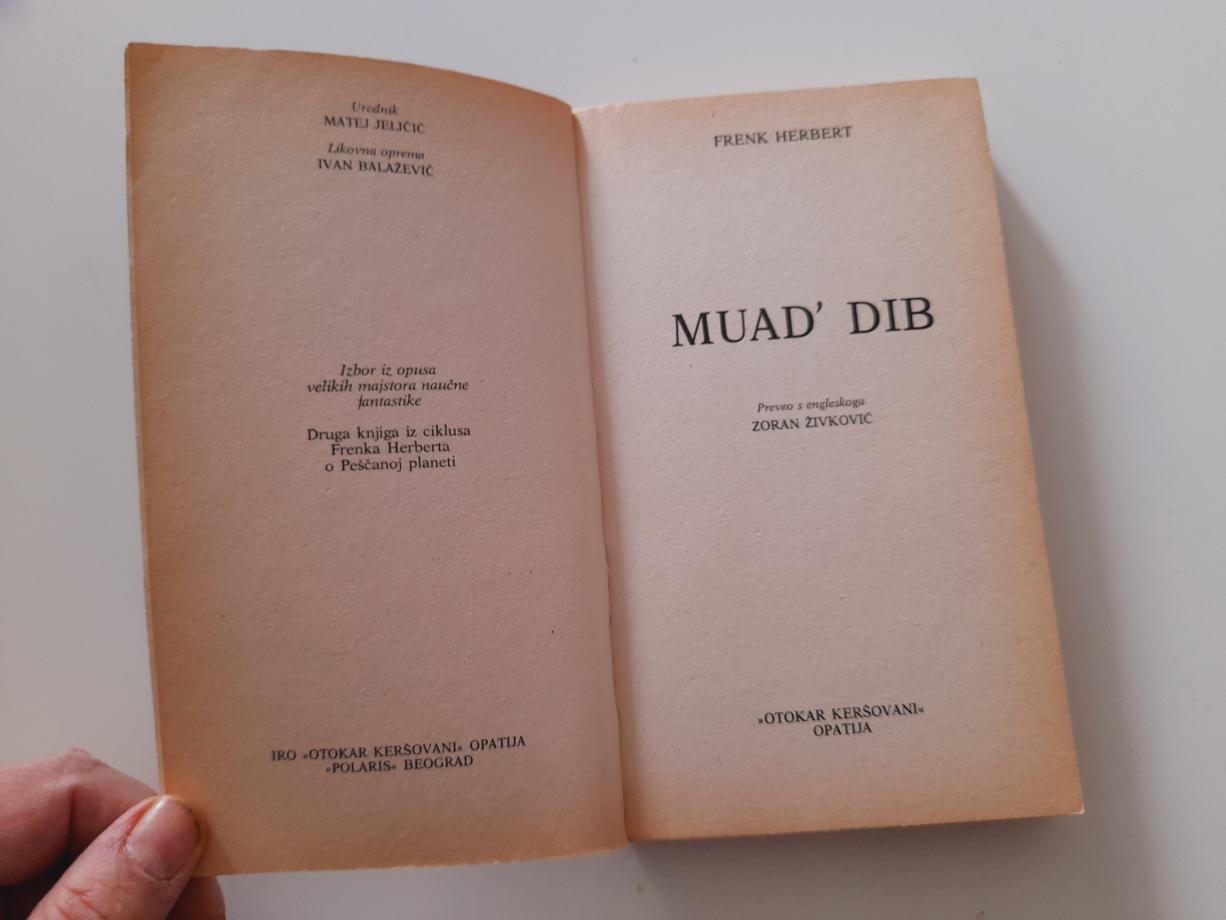 Urednik
MATEJ JELIČIĆ
Likovna oprema
IVAN BALAŽEVIĆ
Izbor iz opusa
velikih majstora naučne
fantastike
Druga knjiga iz ciklusa
Frenka Herberta
o Peščanoj planeti
IRO »OTOKAR KERŠOVANI« OPATIJA
»POLARIS« BEOGRAD
FRENK HERBERT
MUAD' DIB
Preveo s engleskoga
ZORAN ŽIVKOVIĆ
»OTOKAR KERŠOVANI«
OPATIJA